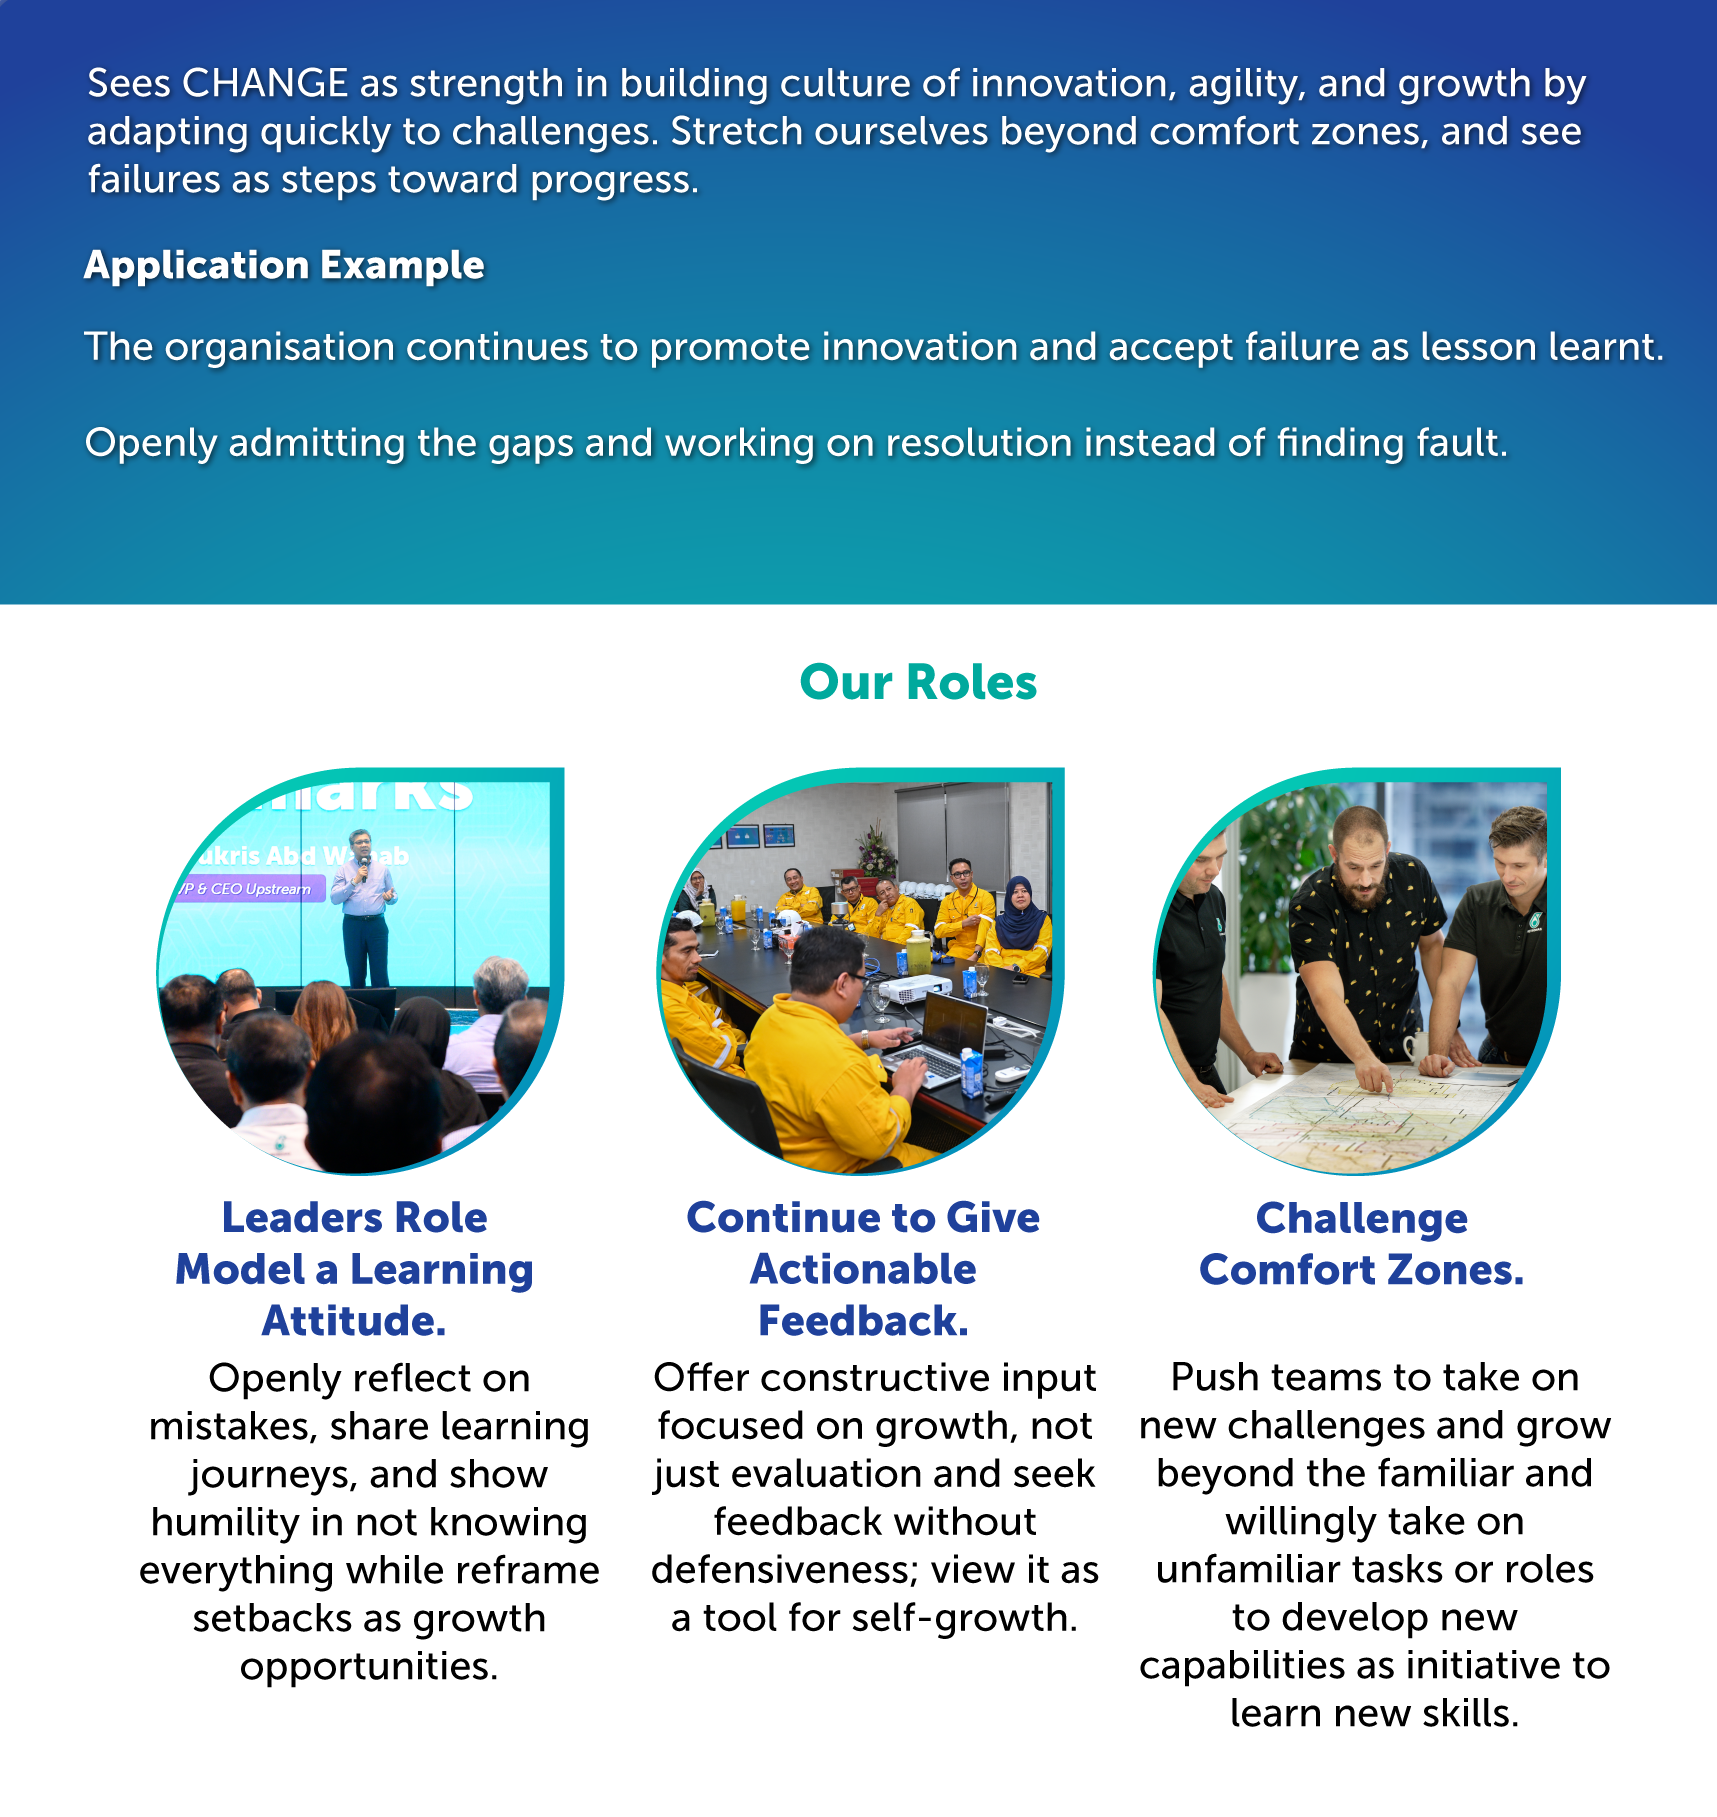 Sees CHANGE as strength in building culture of innovation, agility, and growth by
adapting quickly to challenges. Stretch ourselves beyond comfort zones, and see
failures as steps toward progress.
Application Example
The organisation continues to promote innovation and accept failure as lesson learnt.
Openly admitting the gaps and working on resolution instead of finding fault.
Our Roles
marks
ukris Abd Wahab
VP & CEO Upstream
Leaders Role
Model a Learning
Attitude.
Openly reflect on
mistakes, share learning
journeys, and show
humility in not knowing
everything while reframe
setbacks as growth
opportunities.
Continue to Give
Actionable
Feedback.
Offer constructive input
focused on growth, not
just evaluation and seek
feedback without
defensiveness; view it as
a tool for self-growth.
Challenge
Comfort Zones.
Push teams to take on
new challenges and grow
beyond the familiar and
willingly take on
unfamiliar tasks or roles
to develop new
capabilities as initiative to
learn new skills.